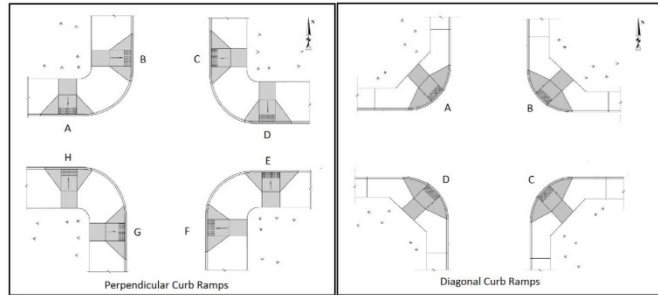 B
C
A
D
H
E
G
F
Perpendicular Curb Ramps
N
A
B
D
C
Diagonal Curb Ramps